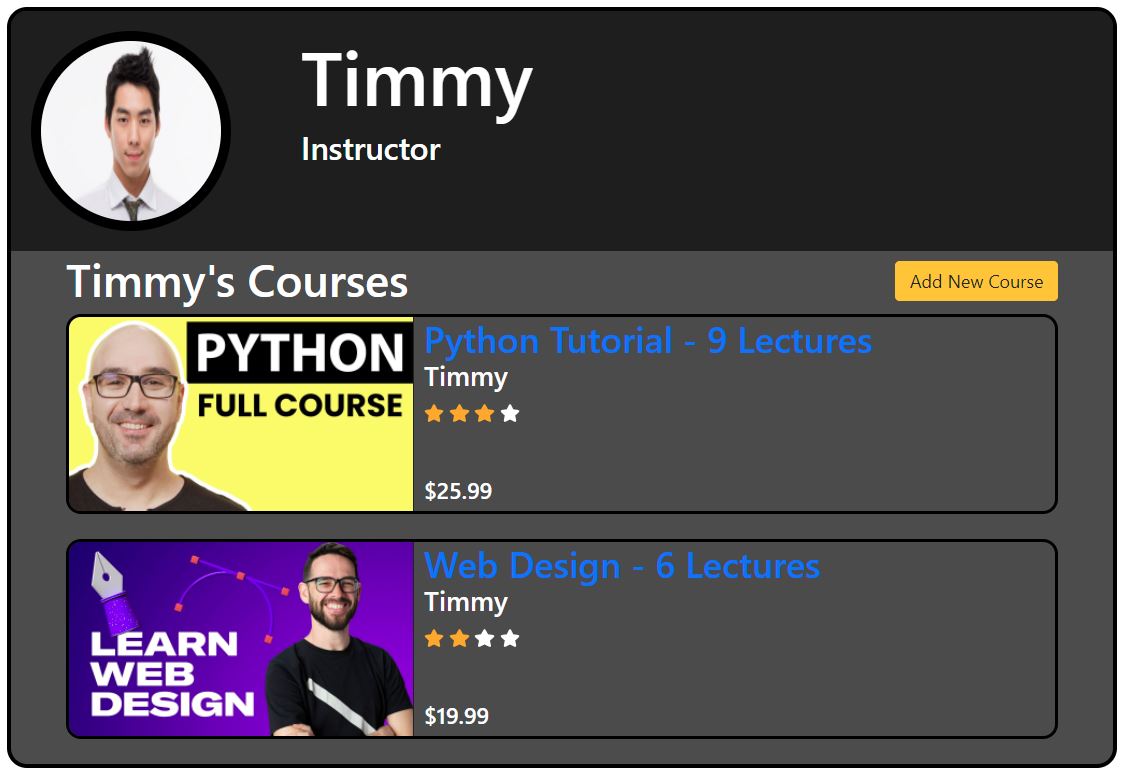 Timmy
Instructor
Timmy's Courses
Add New Course
PYTHON
FULL COURSE
Python Tutorial - 9 Lectures
Timmy
$25.99
LEARN
WEB
DESIGN
Web Design - 6 Lectures
Timmy
$19.99